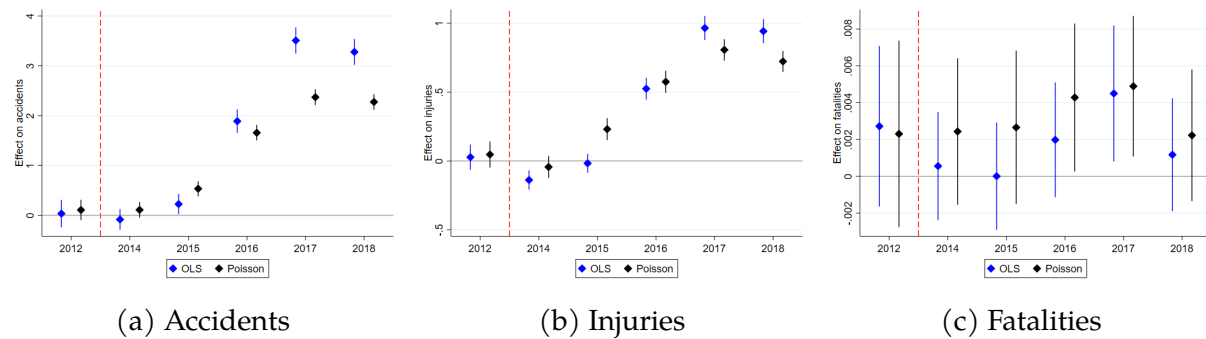 Effect on accidents
4
3
2
1
0
2012 2014 2015 2016 2017 2018
OLS Poisson
(a) Accidents
Effect on injuries
1
.5
0
-.5
2012 2014 2015 2016 2017 2018
OLS Poisson
(b) Injuries
Effect on fatalities
.008
.006
.004
.002
0
-.002
2012 2014 2015 2016 2017 2018
OLS Poisson
(c) Fatalities